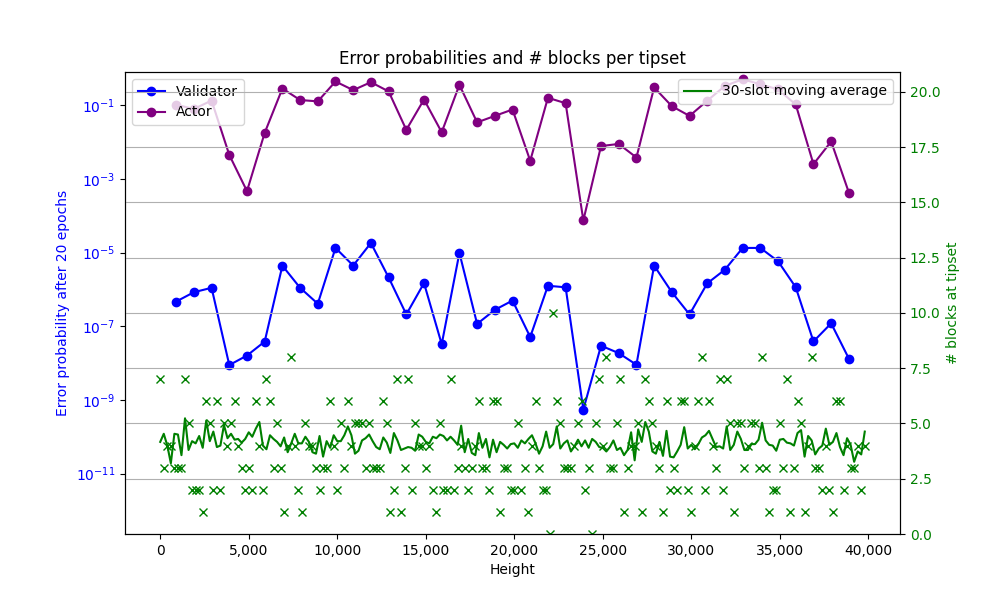 Error probabilities and # blocks per tipset
Validator
Actor
30-slot moving average
Error probability after 20 epochs
10⁻¹
10⁻³
10⁻⁵
10⁻⁷
10⁻⁹
10⁻¹¹
20.0
17.5
15.0
12.5
10.0
7.5
5.0
2.5
0.0
# blocks at tipset
0 5,000 10,000 15,000 20,000 25,000 30,000 35,000 40,000
Height